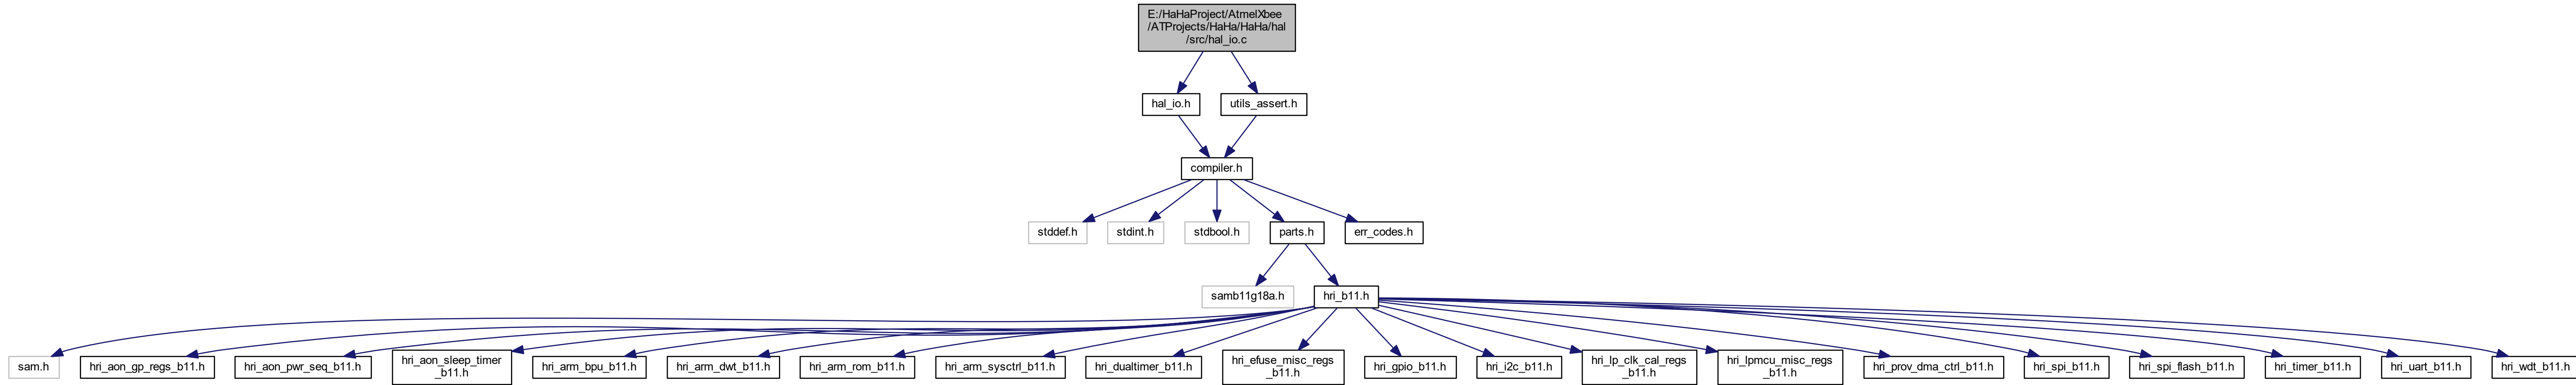 E:/HaHaProject/AtmelXbee
/ATProjects/HaHa/HaHa/hal
/src/hal_io.c
hal_io.h
utils_assert.h
compiler.h
stddef.h
stdint.h
stdbool.h
parts.h
err_codes.h
samb11g18a.h
hri_b11.h
sam.h
hri_aon_gp_regs_b11.h
hri_aon_pwr_seq_b11.h
hri_aon_sleep_timer
_b11.h
hri_arm_bpu_b11.h
hri_arm_dwt_b11.h
hri_arm_rom_b11.h
hri_arm_sysctrl_b11.h
hri_dualtimer_b11.h
hri_efuse_misc_regs
_b11.h
hri_gpio_b11.h
hri_i2c_b11.h
hri_lp_clk_cal_regs
_b11.h
hri_lpmcu_misc_regs
_b11.h
hri_prov_dma_ctrl_b11.h
hri_spi_b11.h
hri_spi_flash_b11.h
hri_timer_b11.h
hri_uart_b11.h
hri_wdt_b11.h